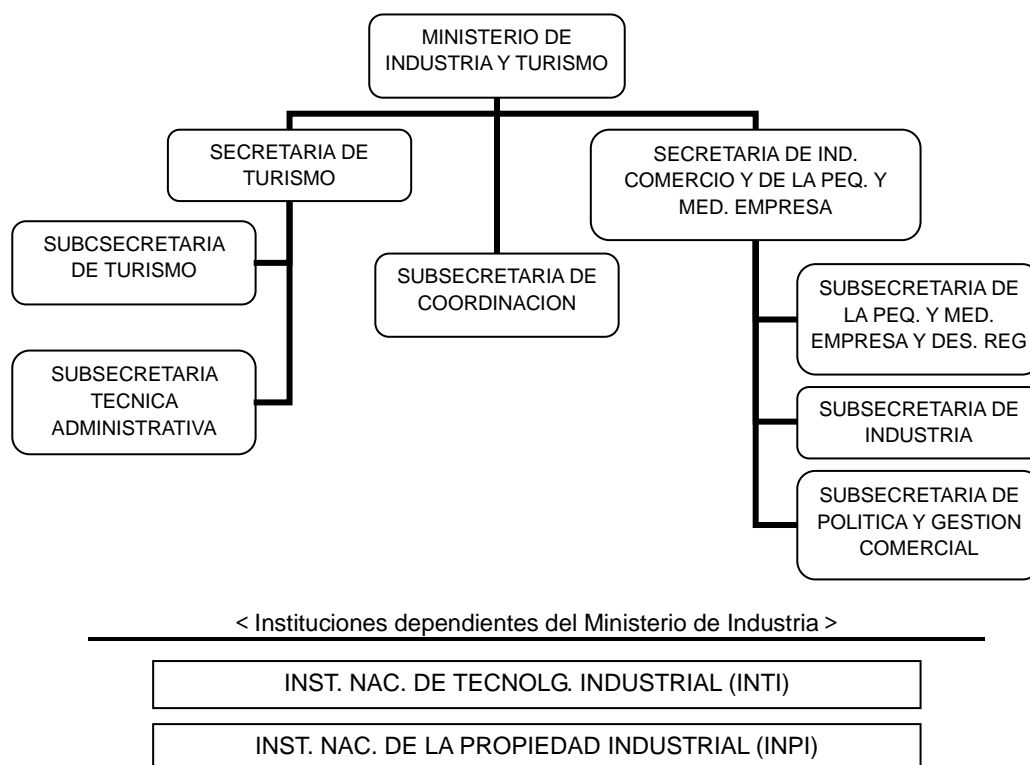 MINISTERIO DE
INDUSTRIA Y TURISMO
SECRETARIA DE
TURISMO
SECRETARIA DE IND.
COMERCIO Y DE LA PEQ. Y
MED. EMPRESA
SUBCSECRETARIA
DE TURISMO
SUBSECRETARIA DE
COORDINACION
SUBSECRETARIA DE
LA PEQ. Y MED.
EMPRESA Y DES. REG
SUBSECRETARIA
TECNICA
ADMINISTRATIVA
SUBSECRETARIA DE
INDUSTRIA
SUBSECRETARIA DE
POLITICA Y GESTION
COMERCIAL
< Instituciones dependientes del Ministerio de Industria >
INST. NAC. DE TECNOLG. INDUSTRIAL (INTI)
INST. NAC. DE LA PROPIEDAD INDUSTRIAL (INPI)